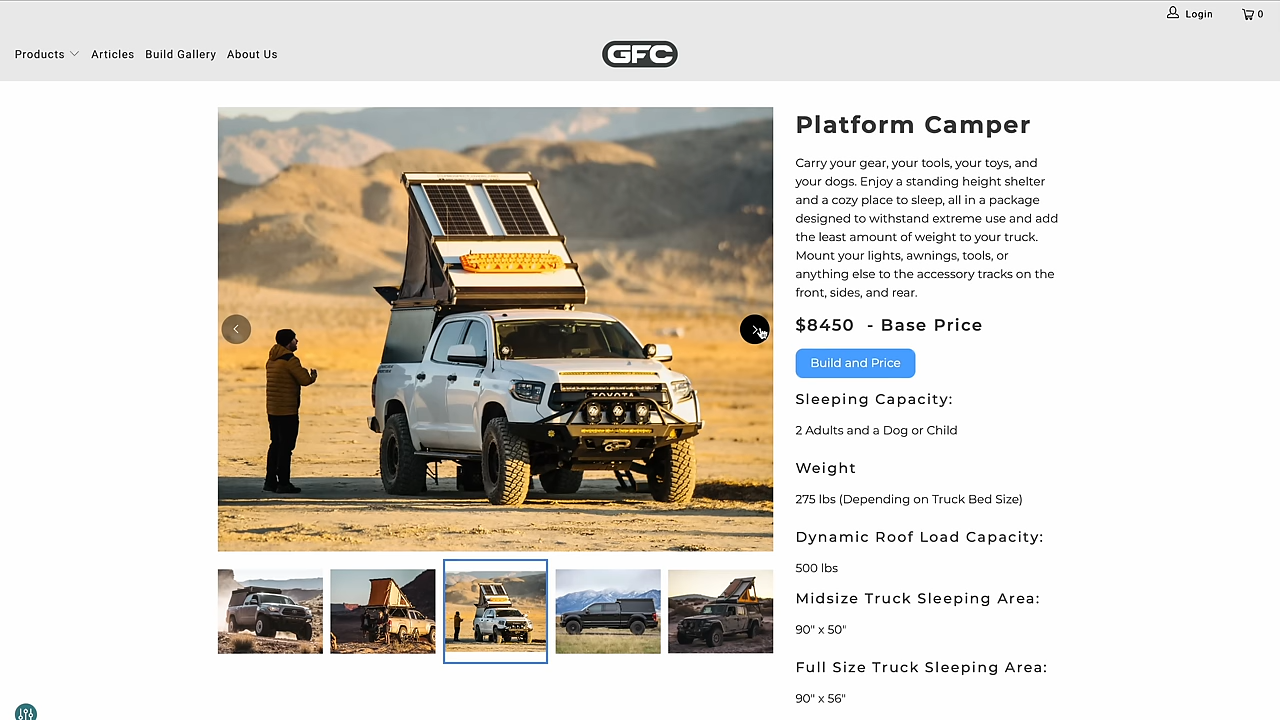 Login
0
Products
Articles
Build Gallery
About Us
GFC
Platform Camper
Carry your gear, your tools, your toys, and
your dogs. Enjoy a standing height shelter
and a cozy place to sleep, all in a package
designed to withstand extreme use and add
the least amount of weight to your truck.
Mount your lights, awnings, tools, or
anything else to the accessory tracks on the
front, sides, and rear.
$8450 - Base Price
Build and Price
Sleeping Capacity:
2 Adults and a Dog or Child
Weight
275 lbs (Depending on Truck Bed Size)
Dynamic Roof Load Capacity:
500 lbs
Midsize Truck Sleeping Area:
90" x 50"
Full Size Truck Sleeping Area:
90" x 56"
TOYOTA